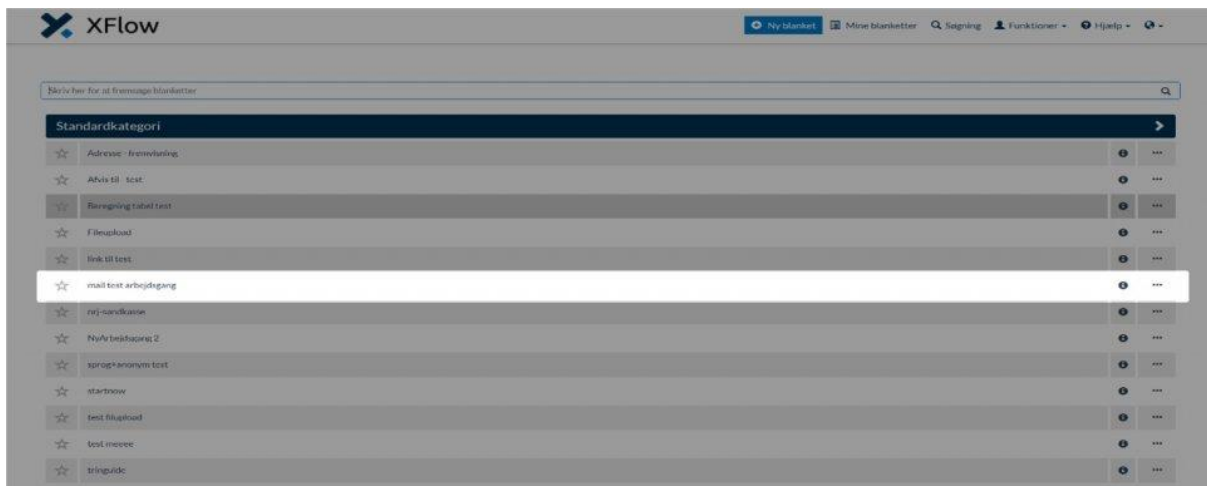 XFlow
Ny blanket Mine blanketter Søgning Funktioner Hjælp
Skriv her for at fremsøge blanketter
Standardkategori
Adresse - fremvisning
Afvis til - test
Beregning tabel test
Fileupload
link til test
mail test arbejdsgang
nrj-sandkasse
NyArbejdsgang 2
sprog+anonym test
startnow
test filupload
test meeee
tringuide